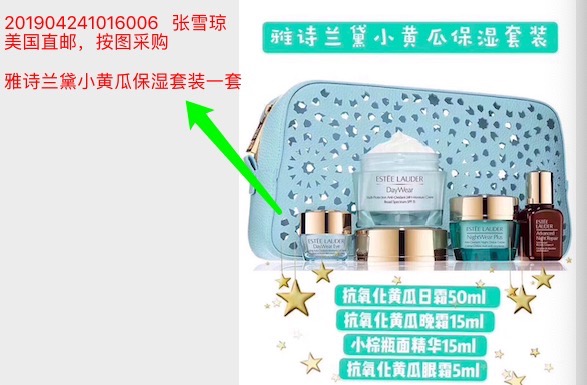 201904241016006 张雪琼
美国直邮，按图采购
雅诗兰黛小黄瓜保湿套装一套
雅诗兰黛小黄瓜保湿套装
ESTĒE LAUDER
DayWear
ESTĒE LAUDER
DayWear Eye
ESTĒE LAUDER
NightWear Plus
ESTĒE LAUDER
Advanced
Night Repair
抗氧化黄瓜日霜50ml
抗氧化黄瓜晚霜15ml
小棕瓶面精华15ml
抗氧化黄瓜眼霜5ml